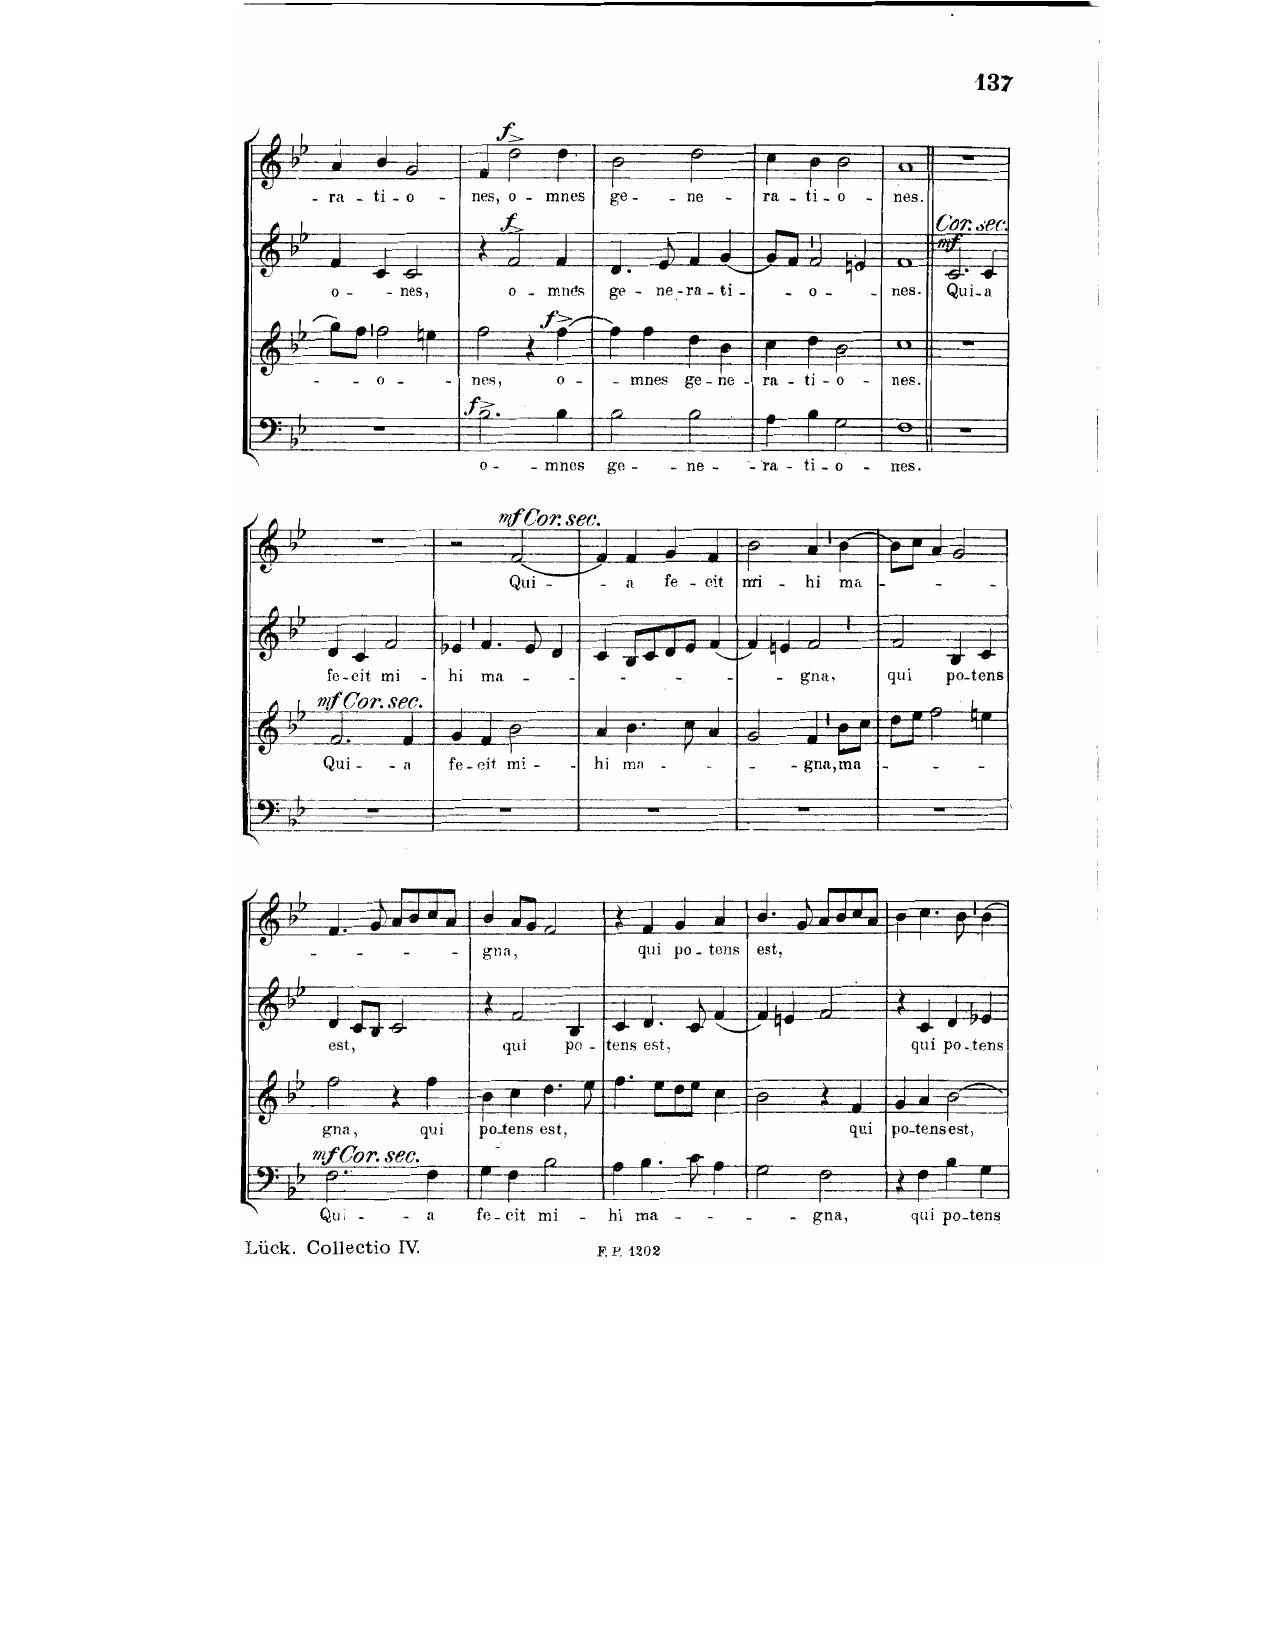 137
f
- ra - ti - o - nes, o - mnes ge - ne - ra - ti - o - nes.
f
Cor. sec.
mf
o - nes, o - mnes ge - ne - ra - ti - o - nes. Qui - a
f
- o - nes, o - mnes ge - ne - ra - ti - o - nes.
f
o - mnes ge - ne - ra - ti - o - nes.
mf Cor. sec.
Qui - a fe - cit mi - hi ma -
fe - cit mi - hi ma - gna, qui po - tens
mf Cor. sec.
Qui - a fe - cit mi - hi ma - gna, ma -
- gna, qui po - tens est,
est, qui po - tens est, qui po - tens
gna, qui po - tens est, qui po - tens est,
mf Cor. sec.
Qui - a fe - cit mi - hi ma - gna, qui po - tens
Lück. Collectio IV. F. P. 1202